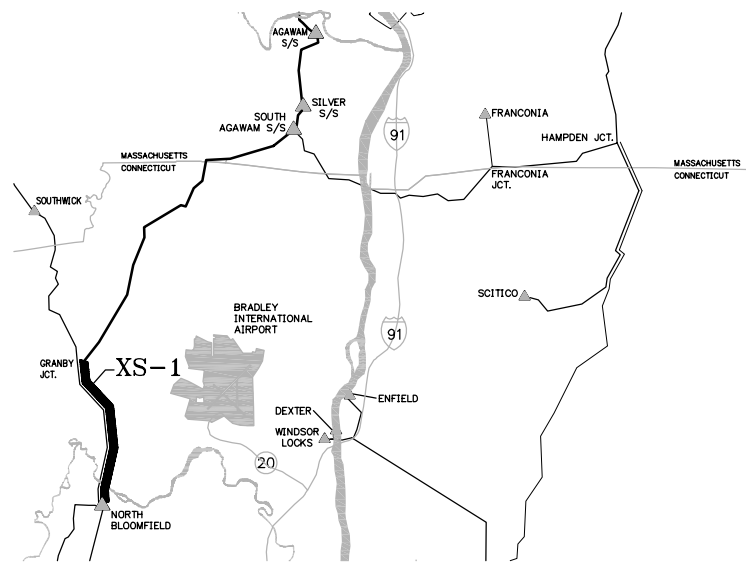 AGAWAM
S/S
SILVER
S/S
SOUTH
AGAWAM S/S
91
FRANCONIA
HAMPDEN JCT.
MASSACHUSETTS
CONNECTICUT
MASSACHUSETTS
CONNECTICUT
FRANCONIA
JCT.
SOUTHWICK
SCITICO
BRADLEY
INTERNATIONAL
AIRPORT
91
GRANBY
JCT.
XS-1
ENFIELD
DEXTER
WINDSOR
LOCKS
20
NORTH
BLOOMFIELD